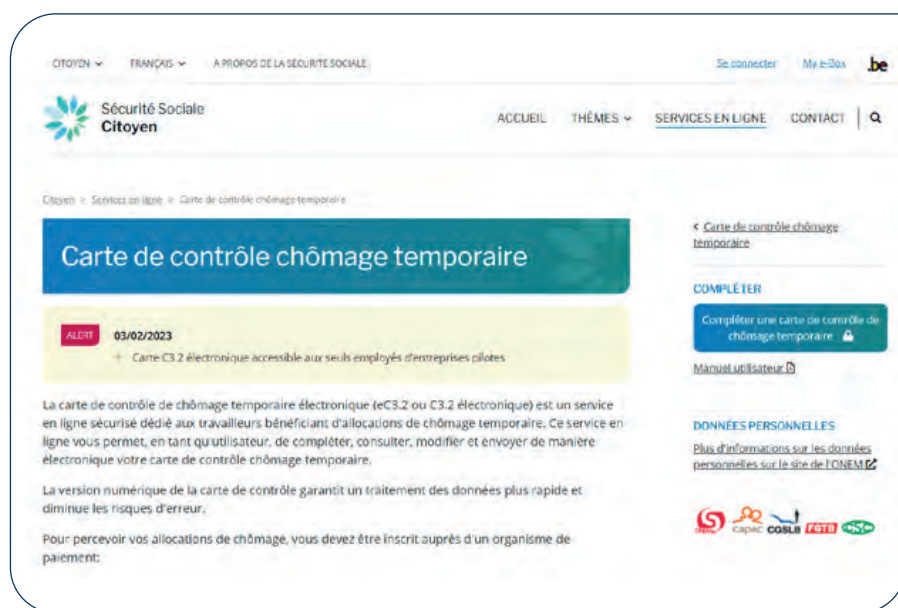 CITOYEN FRANÇAIS A PROPOS DE LA SÉCURITÉ SOCIALE
Se connecter My e-Box .be
Sécurité Sociale
Citoyen
ACCUEIL THÈMES SERVICES EN LIGNE CONTACT
Citoyen > Services en ligne > Carte de contrôle chômage temporaire
Carte de contrôle chômage temporaire
ALERT 03/02/2023
+ Carte C3.2 électronique accessible aux seuls employés d'entreprises pilotes
La carte de contrôle de chômage temporaire électronique (eC3.2 ou C3.2 électronique) est un service
en ligne sécurisé dédié aux travailleurs bénéficiant d'allocations de chômage temporaire. Ce service en
ligne vous permet, en tant qu'utilisateur, de compléter, consulter, modifier et envoyer de manière
électronique votre carte de contrôle chômage temporaire.
La version numérique de la carte de contrôle garantit un traitement des données plus rapide et
diminue les risques d'erreur.
Pour percevoir vos allocations de chômage, vous devez être inscrit auprès d'un organisme de
paiement:
< Carte de contrôle chômage
temporaire
COMPLÉTER
Compléter une carte de contrôle de
chômage temporaire
Manuel utilisateur
DONNÉES PERSONNELLES
Plus d'informations sur les données
personnelles sur le site de l'ONEM
capac CGSLB FGTB CSC